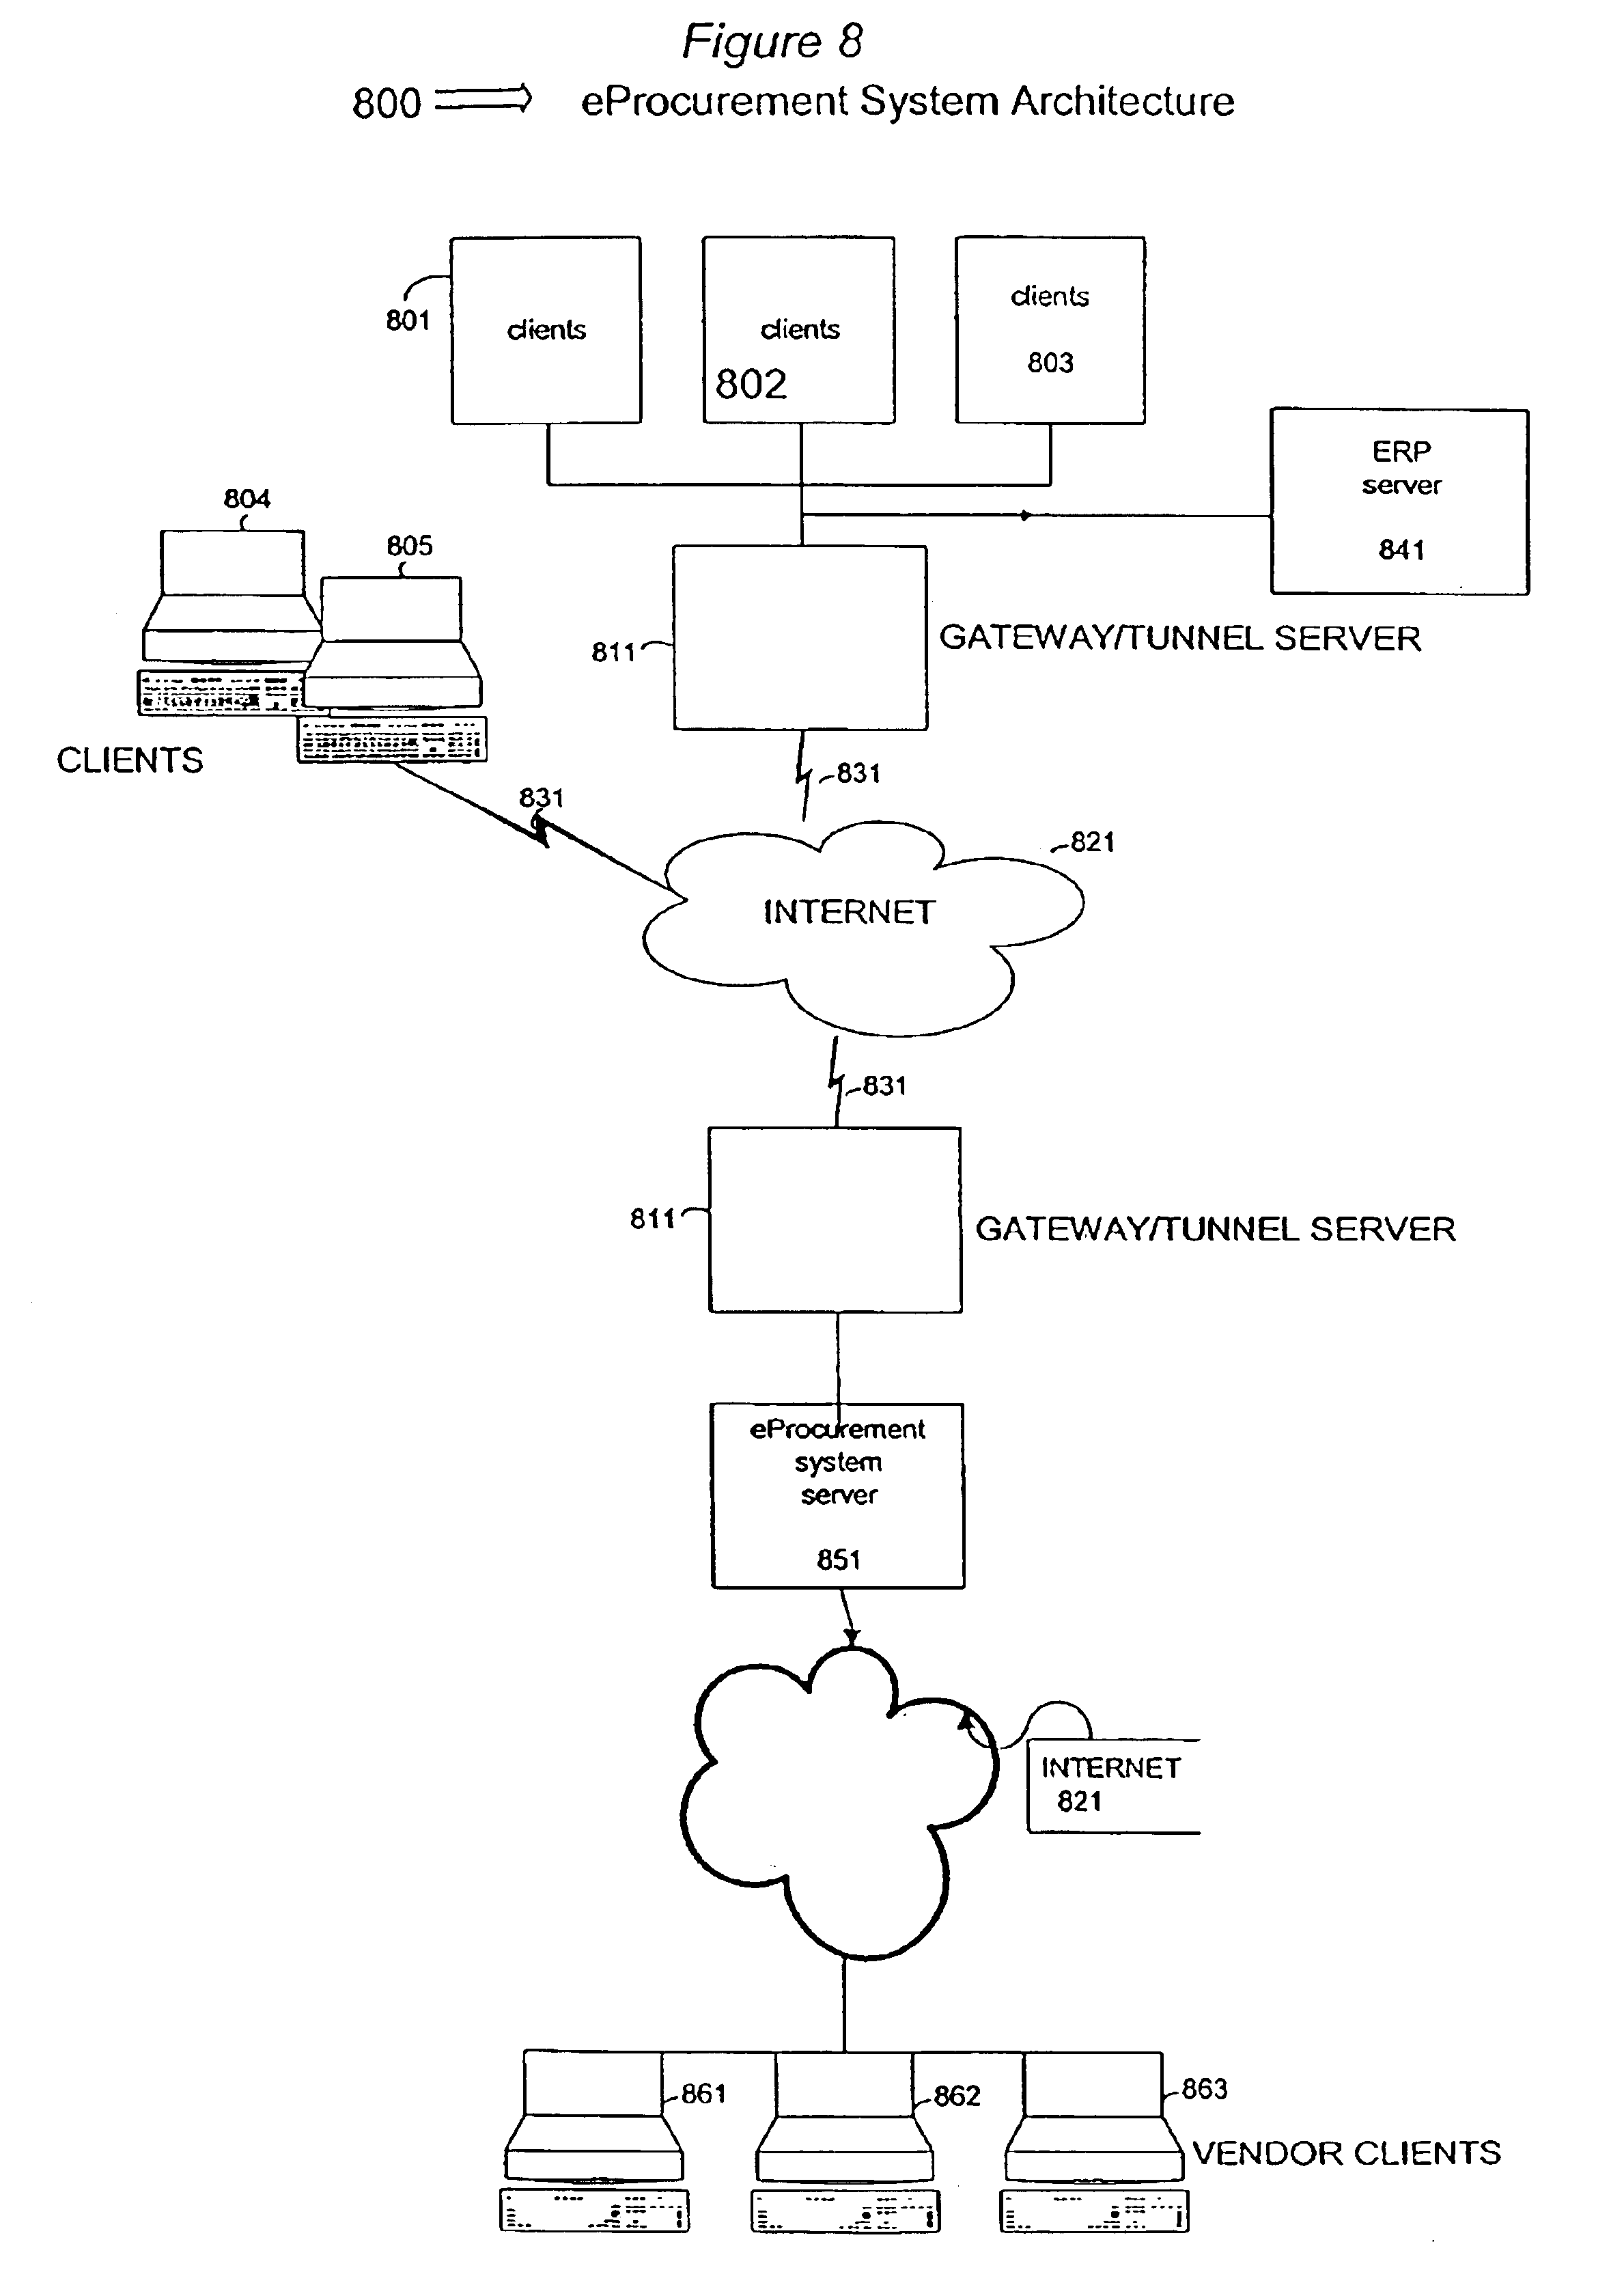 Figure 8
800
eProcurement System Architecture
801
clients
clients
802
clients
803
ERP
server
841
804
805
CLIENTS
811
GATEWAY/TUNNEL SERVER
831
831
821
INTERNET
831
811
GATEWAY/TUNNEL SERVER
eProcurement
system
server
851
INTERNET
821
861
862
863
VENDOR CLIENTS